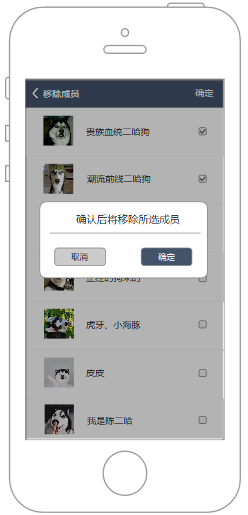 移除成员 确定
贵族血统二哈狗
潮流前线二哈狗
确认后将移除所选成员
取消 确定
虎牙、小海豚
皮皮
我是陈二哈